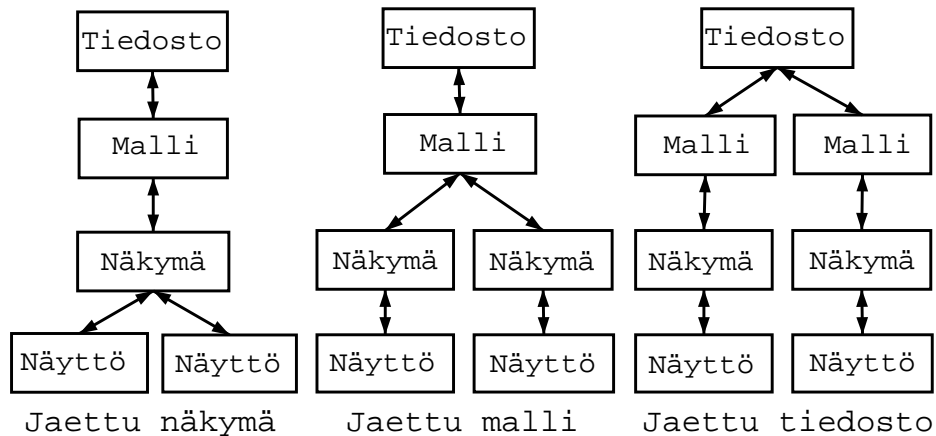 Tiedosto
Malli
Näkymä
Näyttö Näyttö
Jaettu näkymä
Tiedosto
Malli
Näkymä Näkymä
Näyttö Näyttö
Jaettu malli
Tiedosto
Malli Malli
Näkymä Näkymä
Näyttö Näyttö
Jaettu tiedosto